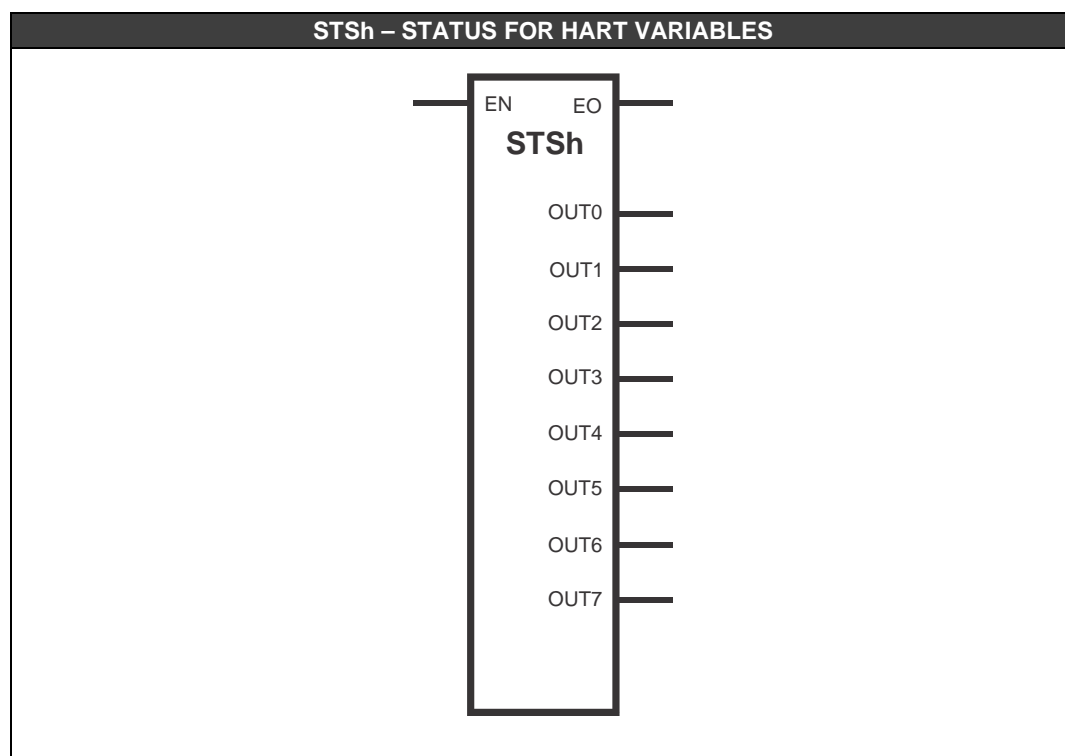 STSh – STATUS FOR HART VARIABLES
EN EO
STSh
OUT0
OUT1
OUT2
OUT3
OUT4
OUT5
OUT6
OUT7